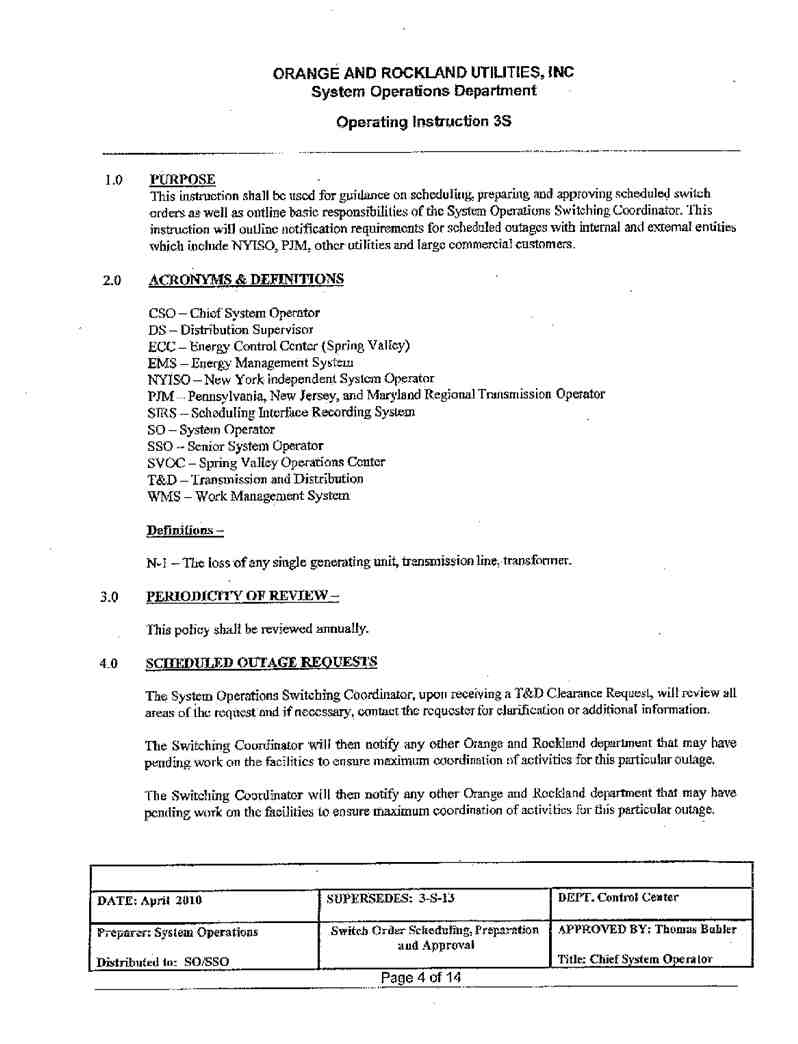 ORANGE AND ROCKLAND UTILITIES, INC
System Operations Department
Operating Instruction 3S
1.0 PURPOSE
This instruction shall be used for guidance on scheduling, preparing and approving scheduled switch
orders as well as outline basic responsibilities of the System Operations Switching Coordinator. This
instruction will outline notification requirements for scheduled outages with internal and external entities
which include NYISO, PJM, other utilities and large commercial customers.
2.0 ACRONYMS & DEFINITIONS
CSO – Chief System Operator
DS – Distribution Supervisor
ECC – Energy Control Center (Spring Valley)
EMS – Energy Management System
NYISO – New York independent System Operator
PJM – Pennsylvania, New Jersey, and Maryland Regional Transmission Operator
SIRS – Scheduling Interface Recording System
SO – System Operator
SSO – Senior System Operator
SVOC – Spring Valley Operations Center
T&D – Transmission and Distribution
WMS – Work Management System
Definitions –
N-1 – The loss of any single generating unit, transmission line, transformer.
3.0 PERIODICITY OF REVIEW –
This policy shall be reviewed annually.
4.0 SCHEDULED OUTAGE REQUESTS
The System Operations Switching Coordinator, upon receiving a T&D Clearance Request, will review all
areas of the request and if necessary, contact the requester for clarification or additional information.
The Switching Coordinator will then notify any other Orange and Rockland department that may have
pending work on the facilities to ensure maximum coordination of activities for this particular outage.
The Switching Coordinator will then notify any other Orange and Rockland department that may have
pending work on the facilities to ensure maximum coordination of activities for this particular outage.
DATE: April 2010 SUPERSEDES: 3-S-13 DEPT. Control Center
Preparer: System Operations Switch Order Scheduling, Preparation APPROVED BY: Thomas Buhler
and Approval
Distributed to: SO/SSO Title: Chief System Operator
Page 4 of 14